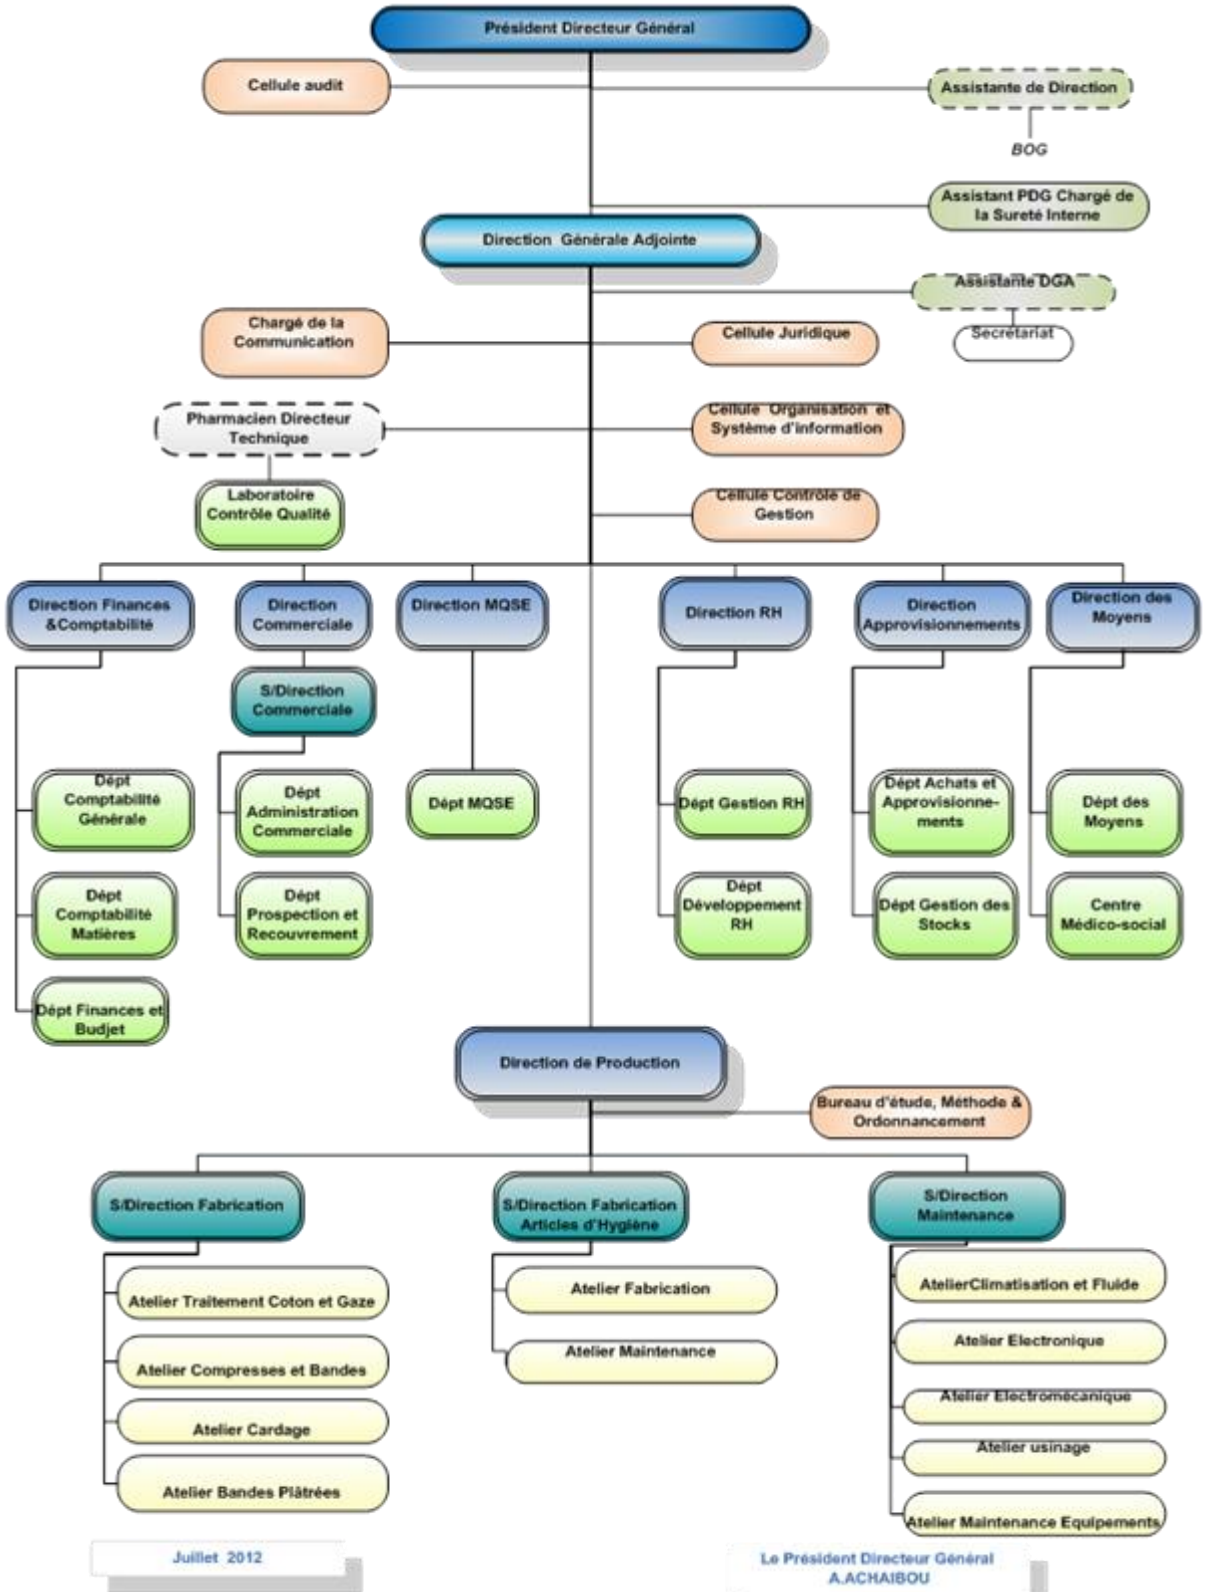 Président Directeur Général
Cellule audit
Assistante de Direction
BOG
Assistant PDG Chargé de
la Sureté Interne
Direction Générale Adjointe
Assistante DGA
Secrétariat
Chargé de la
Communication
Cellule Juridique
Pharmacien Directeur
Technique
Cellule Organisation et
Système d'Information
Laboratoire
Contrôle Qualité
Cellule Contrôle de
Gestion
Direction Finances
&Comptabilité
Direction
Commerciale
Direction MQSE
Direction RH
Direction
Approvisionnements
Direction des
Moyens
S/Direction
Commerciale
Dépt
Comptabilité
Générale
Dépt
Administration
Commerciale
Dépt MQSE
Dépt Gestion RH
Dépt Achats et
Approvisionne-
ments
Dépt des
Moyens
Dépt
Comptabilité
Matières
Dépt
Prospection et
Recouvrement
Dépt
Développement
RH
Dépt Gestion des
Stocks
Centre
Médico-social
Dépt Finances et
Budjet
Direction de Production
Bureau d'étude, Méthode &
Ordonnancement
S/Direction Fabrication
S/Direction Fabrication
Articles d'Hygiène
S/Direction
Maintenance
Atelier Traitement Coton et Gaze
Atelier Compresses et Bandes
Atelier Cardage
Atelier Bandes Plâtrées
Atelier Fabrication
Atelier Maintenance
AtelierClimatisation et Fluide
Atelier Electronique
Atelier Electromécanique
Atelier usinage
Atelier Maintenance Equipements
Juillet 2012
Le Président Directeur Général
A.ACHAIBOU